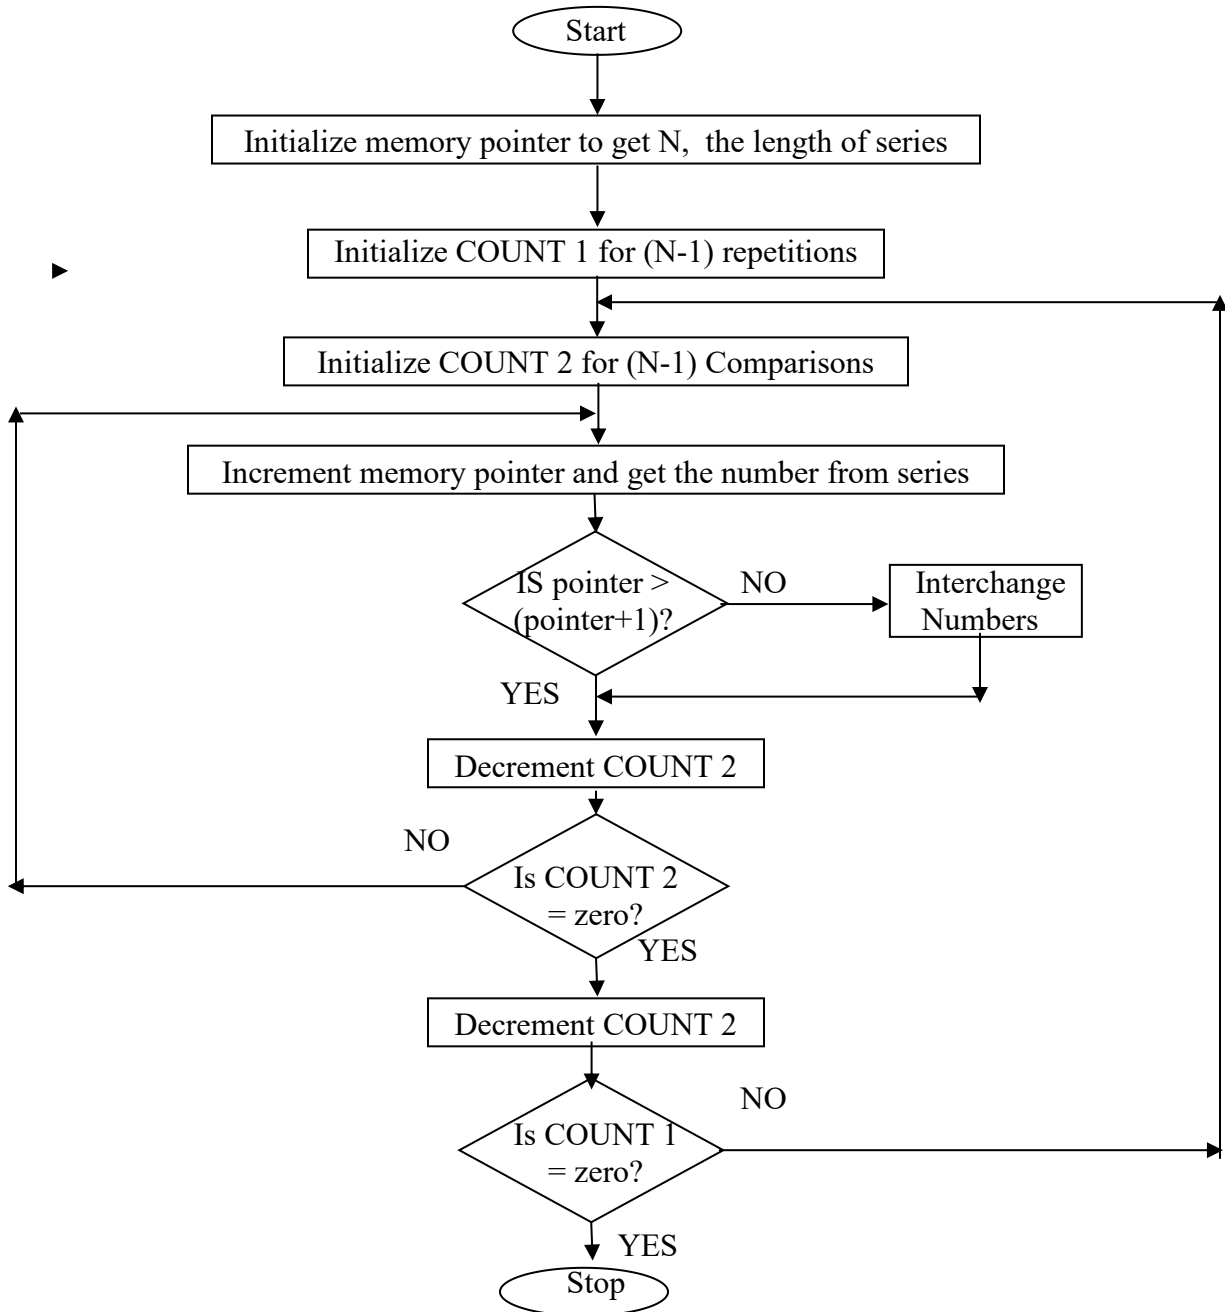 Start
Initialize memory pointer to get N, the length of series
Initialize COUNT 1 for (N-1) repetitions
Initialize COUNT 2 for (N-1) Comparisons
Increment memory pointer and get the number from series
IS pointer >
(pointer+1)?
NO
Interchange
Numbers
YES
Decrement COUNT 2
NO
Is COUNT 2
= zero?
YES
Decrement COUNT 2
NO
Is COUNT 1
= zero?
YES
Stop